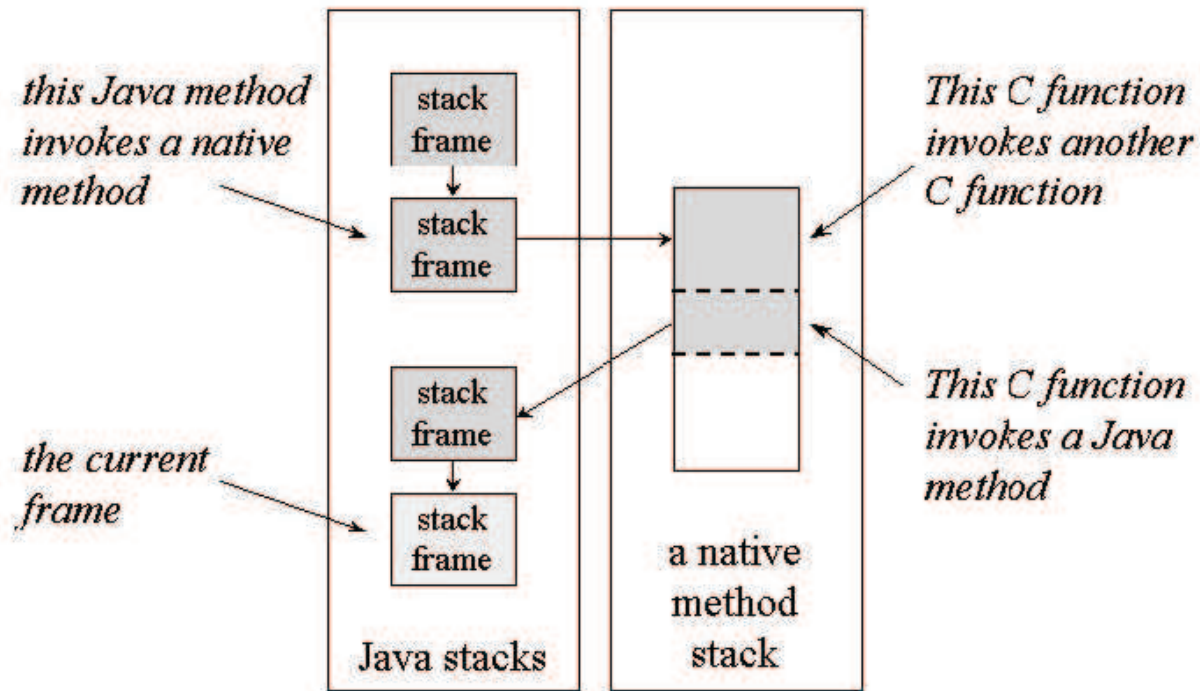 this Java method
invokes a native
method
stack
frame
stack
frame
This C function
invokes another
C function
stack
frame
This C function
invokes a Java
method
the current
frame
stack
frame
a native
method
stack
Java stacks